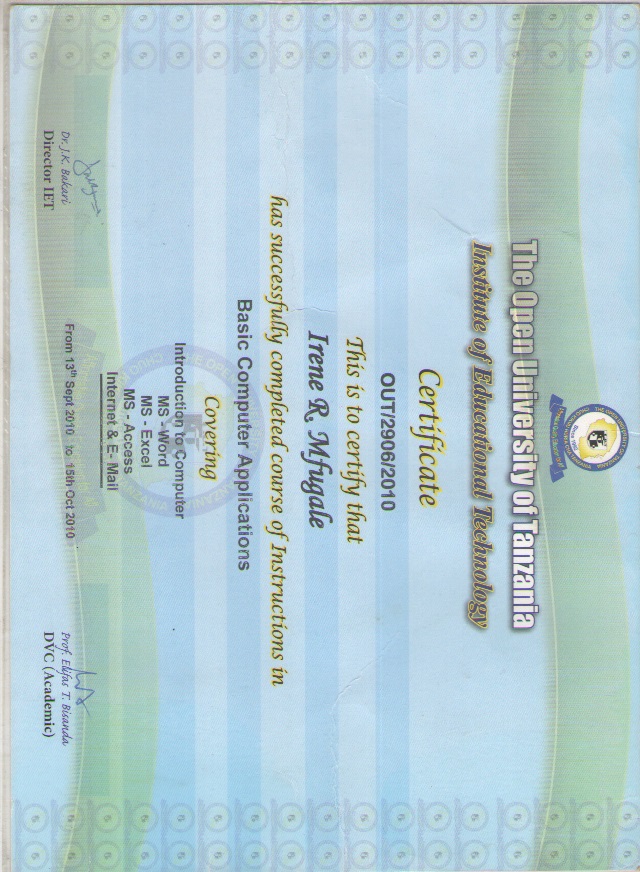 The Open University of Tanzania
Institute of Educational Technology
Certificate
OUT/2906/2010
This is to certify that
Irene R. Mfugale
has successfully completed course of Instructions in
Basic Computer Applications
Covering
Introduction to Computer
MS - Word
MS - Excel
MS - Access
Internet & E- Mail
From 13th Sept 2010 to 15th Oct 2010
Dr. J.K. Bakari
Director IET
Prof. Elifas T. Bisanda
DVC (Academic)